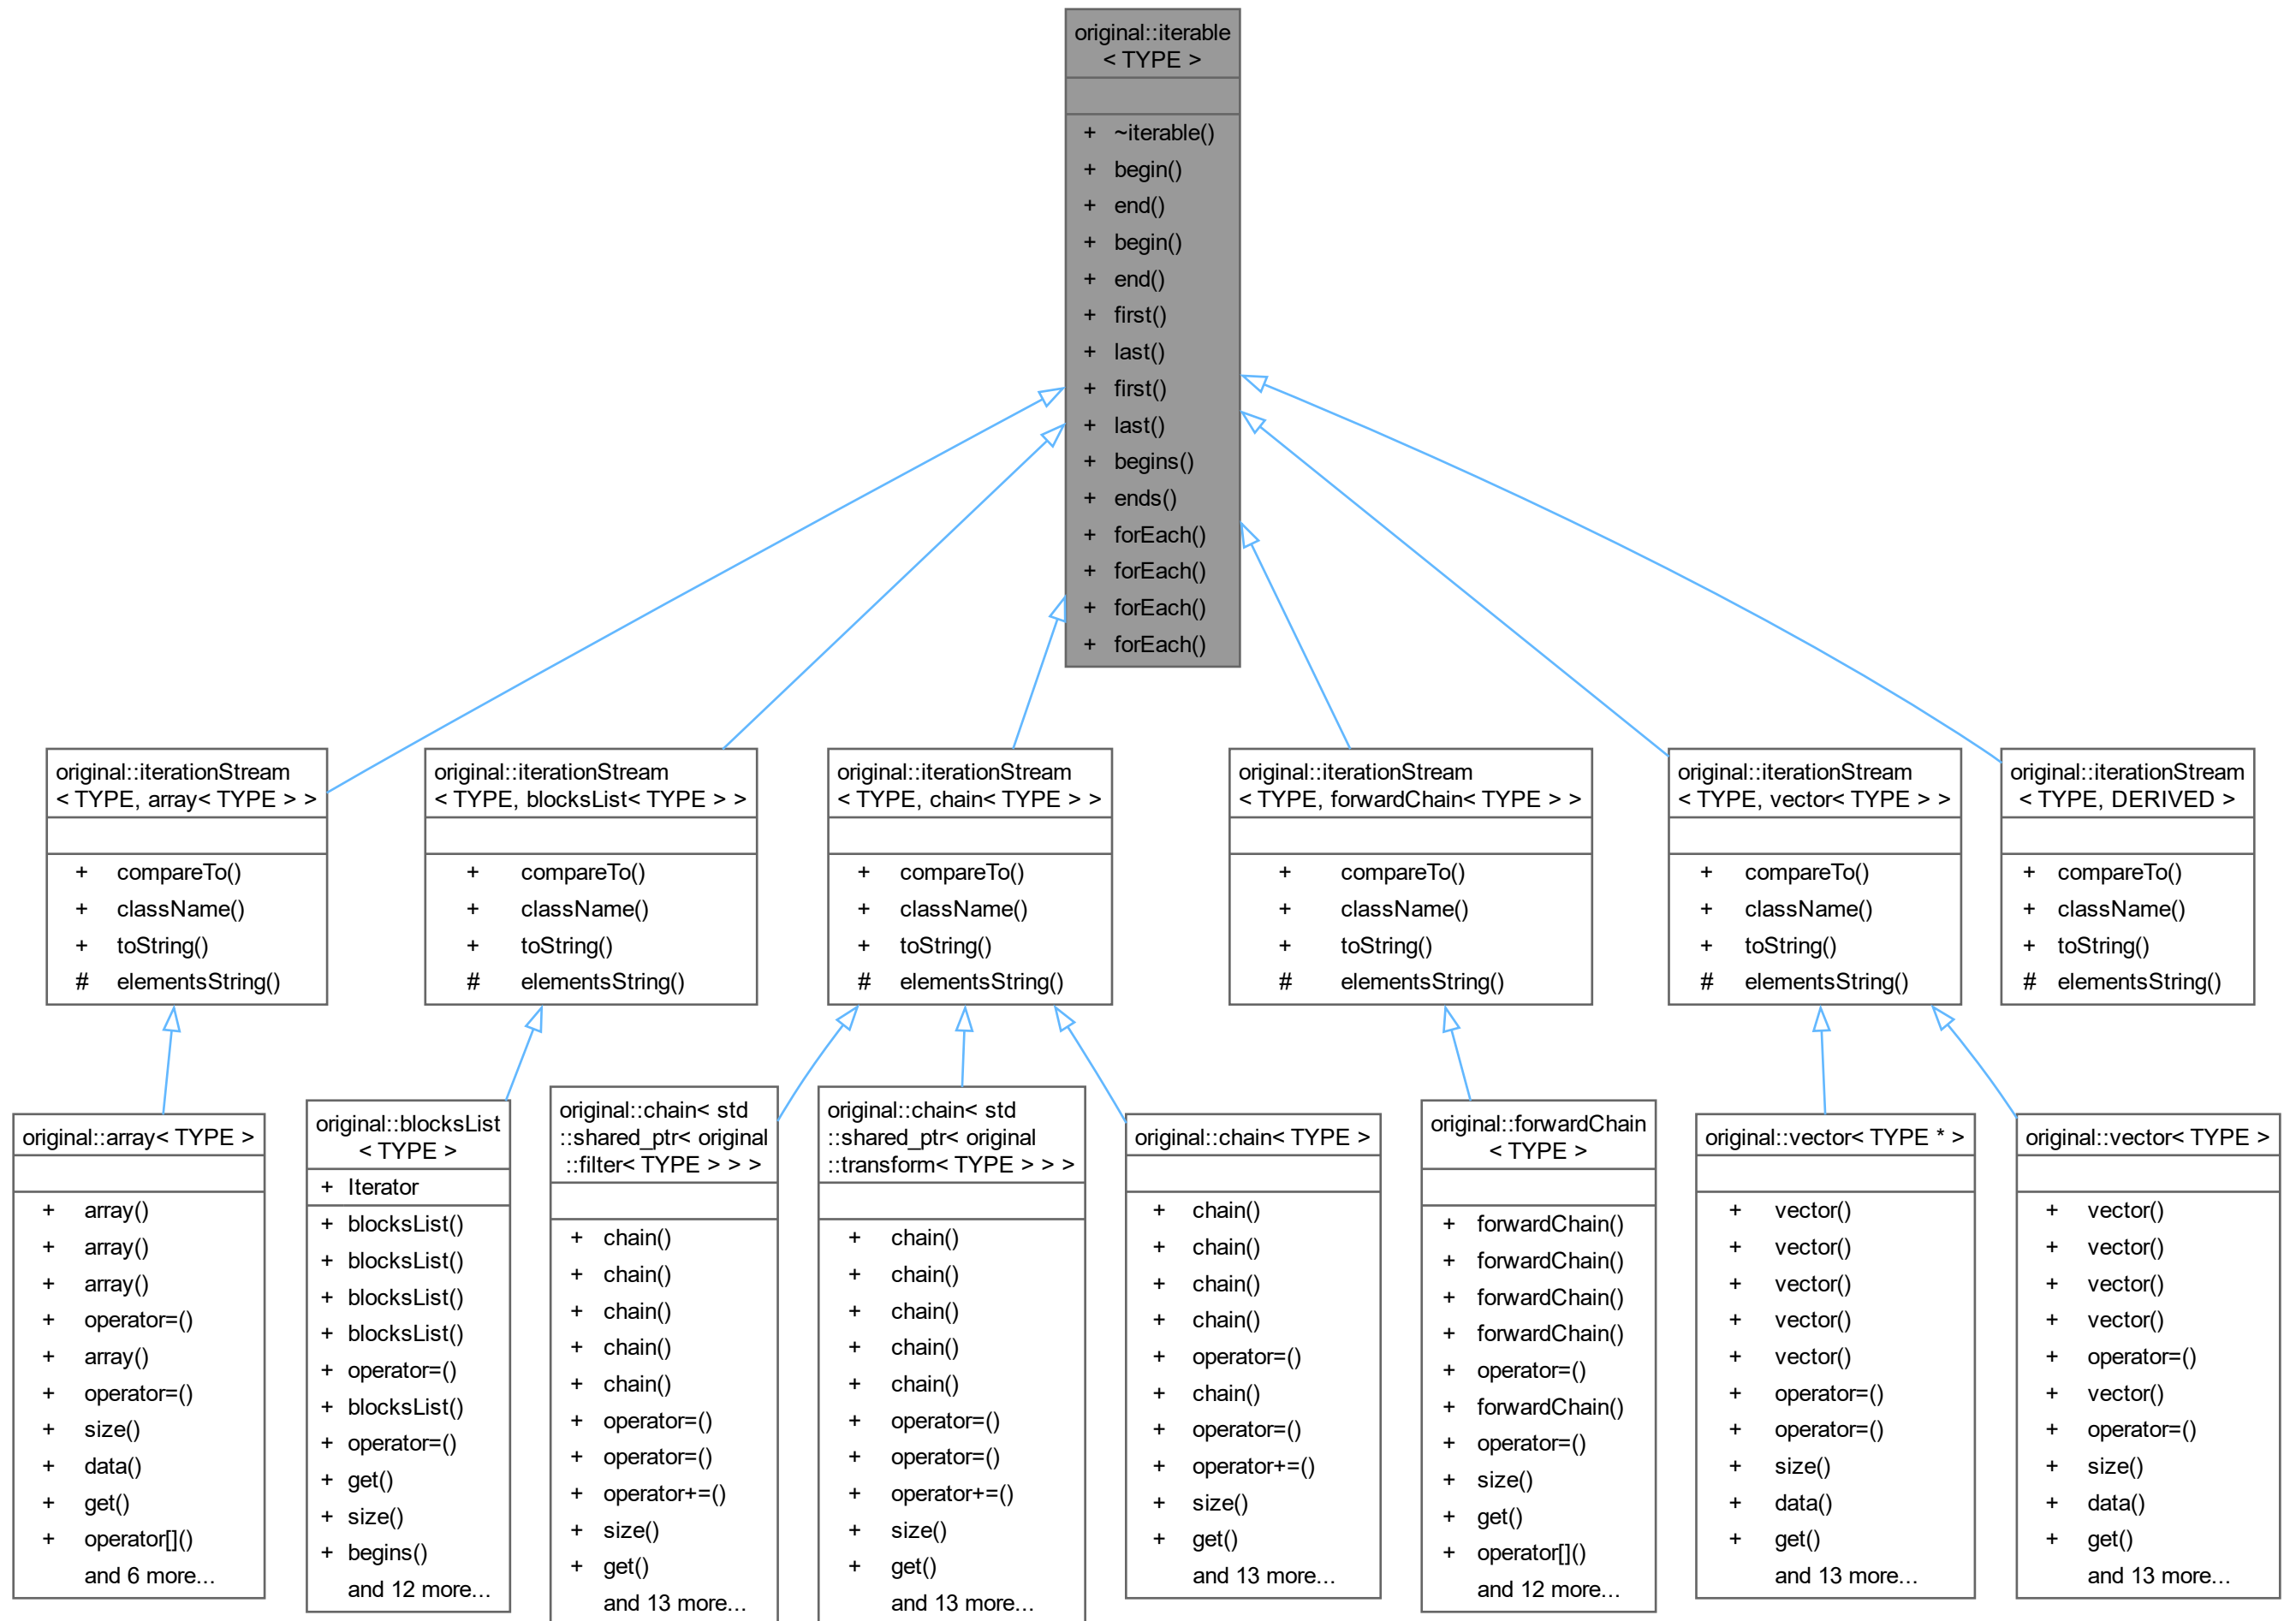 original::iterable
< TYPE >
+ ~iterable()
+ begin()
+ end()
+ begin()
+ end()
+ first()
+ last()
+ first()
+ last()
+ begins()
+ ends()
+ forEach()
+ forEach()
+ forEach()
+ forEach()
original::iterationStream
< TYPE, array< TYPE > >
+ compareTo()
+ className()
+ toString()
# elementsString()
original::iterationStream
< TYPE, blocksList< TYPE > >
+ compareTo()
+ className()
+ toString()
# elementsString()
original::iterationStream
< TYPE, chain< TYPE > >
+ compareTo()
+ className()
+ toString()
# elementsString()
original::iterationStream
< TYPE, forwardChain< TYPE > >
+ compareTo()
+ className()
+ toString()
# elementsString()
original::iterationStream
< TYPE, vector< TYPE > >
+ compareTo()
+ className()
+ toString()
# elementsString()
original::iterationStream
< TYPE, DERIVED >
+ compareTo()
+ className()
+ toString()
# elementsString()
original::array< TYPE >
+ array()
+ array()
+ array()
+ operator=()
+ array()
+ operator=()
+ size()
+ data()
+ get()
+ operator[]()
and 6 more...
original::blocksList
< TYPE >
+ Iterator
+ blocksList()
+ blocksList()
+ blocksList()
+ blocksList()
+ operator=()
+ blocksList()
+ operator=()
+ get()
+ size()
+ begins()
and 12 more...
original::chain< std
::shared_ptr< original
::filter< TYPE > > >
+ chain()
+ chain()
+ chain()
+ chain()
+ chain()
+ operator=()
+ operator=()
+ operator+=()
+ size()
+ get()
and 13 more...
original::chain< std
::shared_ptr< original
::transform< TYPE > > >
+ chain()
+ chain()
+ chain()
+ chain()
+ chain()
+ operator=()
+ operator=()
+ operator+=()
+ size()
+ get()
and 13 more...
original::chain< TYPE >
+ chain()
+ chain()
+ chain()
+ chain()
+ operator=()
+ chain()
+ operator=()
+ operator+=()
+ size()
+ get()
and 13 more...
original::forwardChain
< TYPE >
+ forwardChain()
+ forwardChain()
+ forwardChain()
+ forwardChain()
+ operator=()
+ forwardChain()
+ operator=()
+ size()
+ get()
+ operator[]()
and 12 more...
original::vector< TYPE * >
+ vector()
+ vector()
+ vector()
+ vector()
+ vector()
+ operator=()
+ operator=()
+ size()
+ data()
+ get()
and 13 more...
original::vector< TYPE >
+ vector()
+ vector()
+ vector()
+ vector()
+ operator=()
+ vector()
+ operator=()
+ size()
+ data()
+ get()
and 13 more...